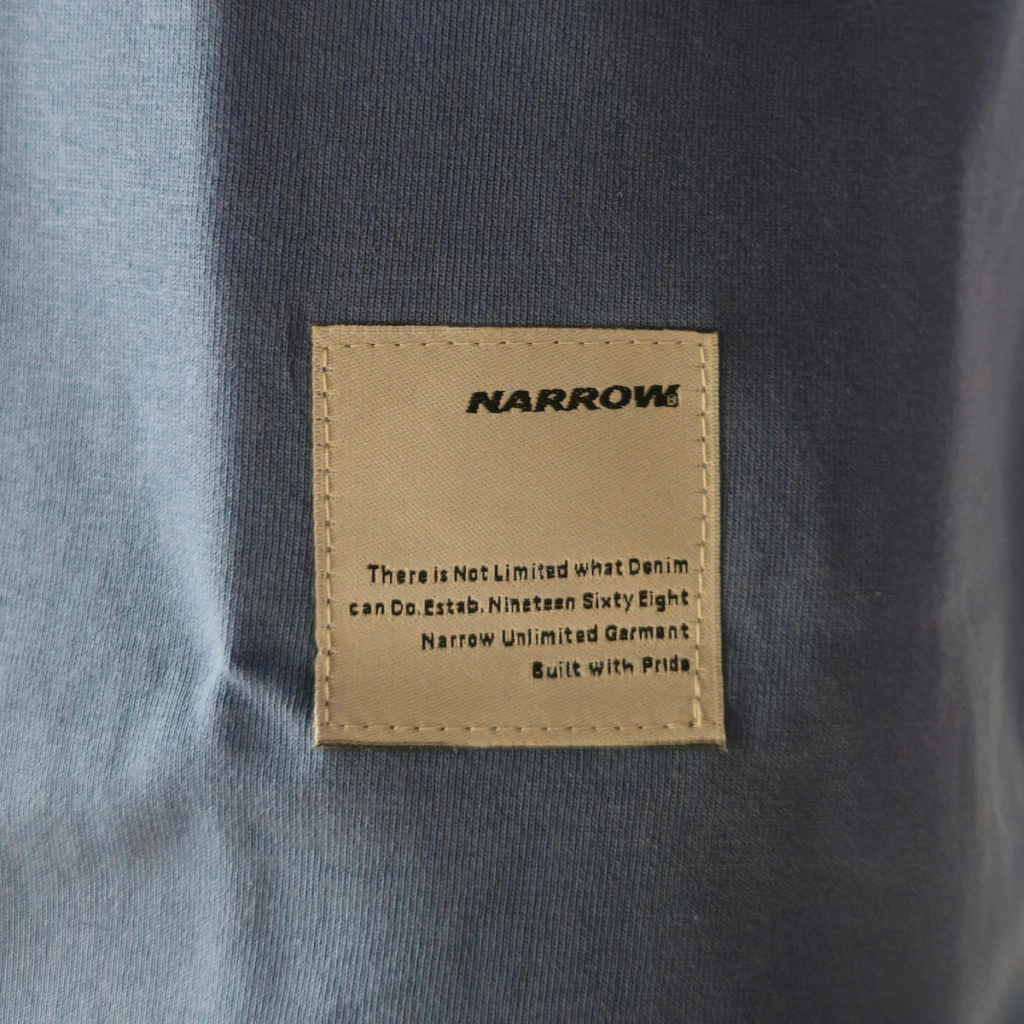 NARROW®
There is Not Limited what Denim
can Do. Estab. Nineteen Sixty Eight
Narrow Unlimited Garment
Built with Pride